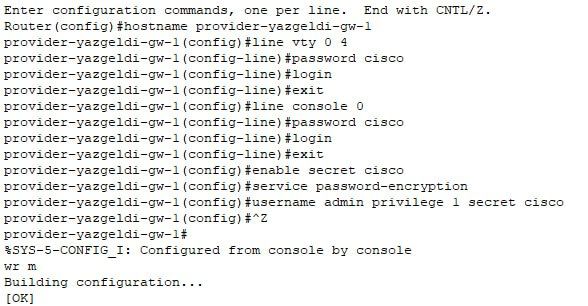 Enter configuration commands, one per line.  End with CNTL/Z.
Router(config)#hostname provider-yazgeldi-gw-1
provider-yazgeldi-gw-1(config)#line vty 0 4
provider-yazgeldi-gw-1(config-line)#password cisco
provider-yazgeldi-gw-1(config-line)#login
provider-yazgeldi-gw-1(config-line)#exit
provider-yazgeldi-gw-1(config)#line console 0
provider-yazgeldi-gw-1(config-line)#password cisco
provider-yazgeldi-gw-1(config-line)#login
provider-yazgeldi-gw-1(config-line)#exit
provider-yazgeldi-gw-1(config)#enable secret cisco
provider-yazgeldi-gw-1(config)#service password-encryption
provider-yazgeldi-gw-1(config)#username admin privilege 1 secret cisco
provider-yazgeldi-gw-1(config)#^Z
provider-yazgeldi-gw-1#
%SYS-5-CONFIG_I: Configured from console by console
wr m
Building configuration...
[OK]